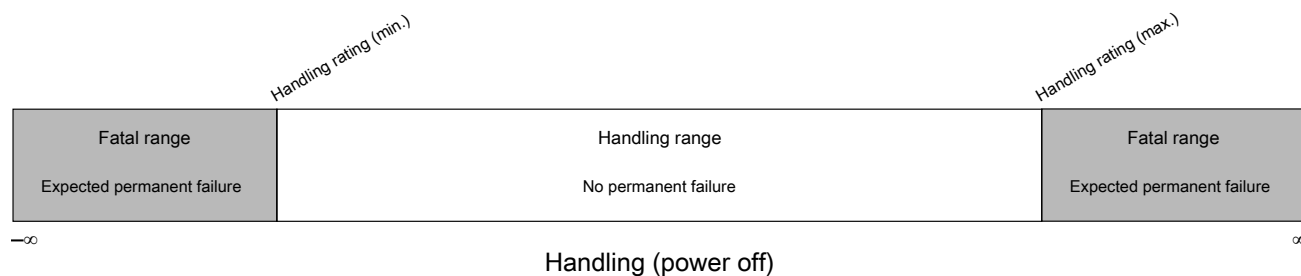 Handling rating (min.)
Handling rating (max.)
Fatal range
Handling range
Fatal range
Expected permanent failure
No permanent failure
Expected permanent failure
–∞
∞
Handling (power off)